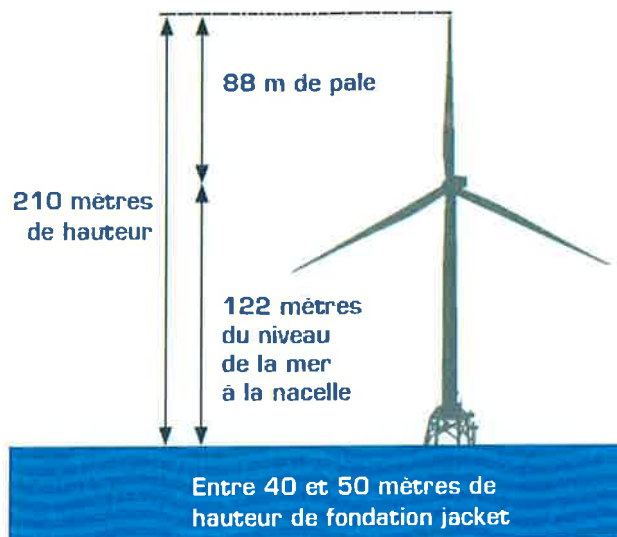 88 m de pale
210 mètres
de hauteur
122 mètres
du niveau
de la mer
à la nacelle
Entre 40 et 50 mètres de
hauteur de fondation jacket